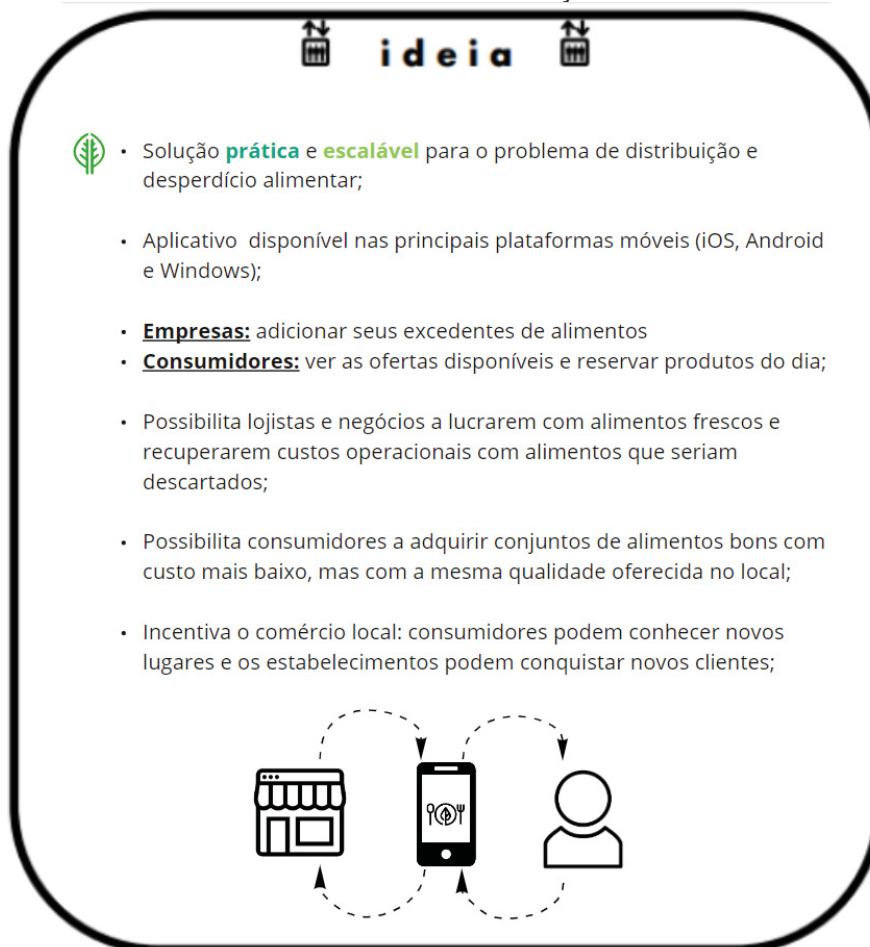 ideia
• Solução prática e escalável para o problema de distribuição e
desperdício alimentar;
• Aplicativo disponível nas principais plataformas móveis (iOS, Android
e Windows);
• Empresas: adicionar seus excedentes de alimentos
• Consumidores: ver as ofertas disponíveis e reservar produtos do dia;
• Possibilita lojistas e negócios a lucrarem com alimentos frescos e
recuperarem custos operacionais com alimentos que seriam
descartados;
• Possibilita consumidores a adquirir conjuntos de alimentos bons com
custo mais baixo, mas com a mesma qualidade oferecida no local;
• Incentiva o comércio local: consumidores podem conhecer novos
lugares e os estabelecimentos podem conquistar novos clientes;